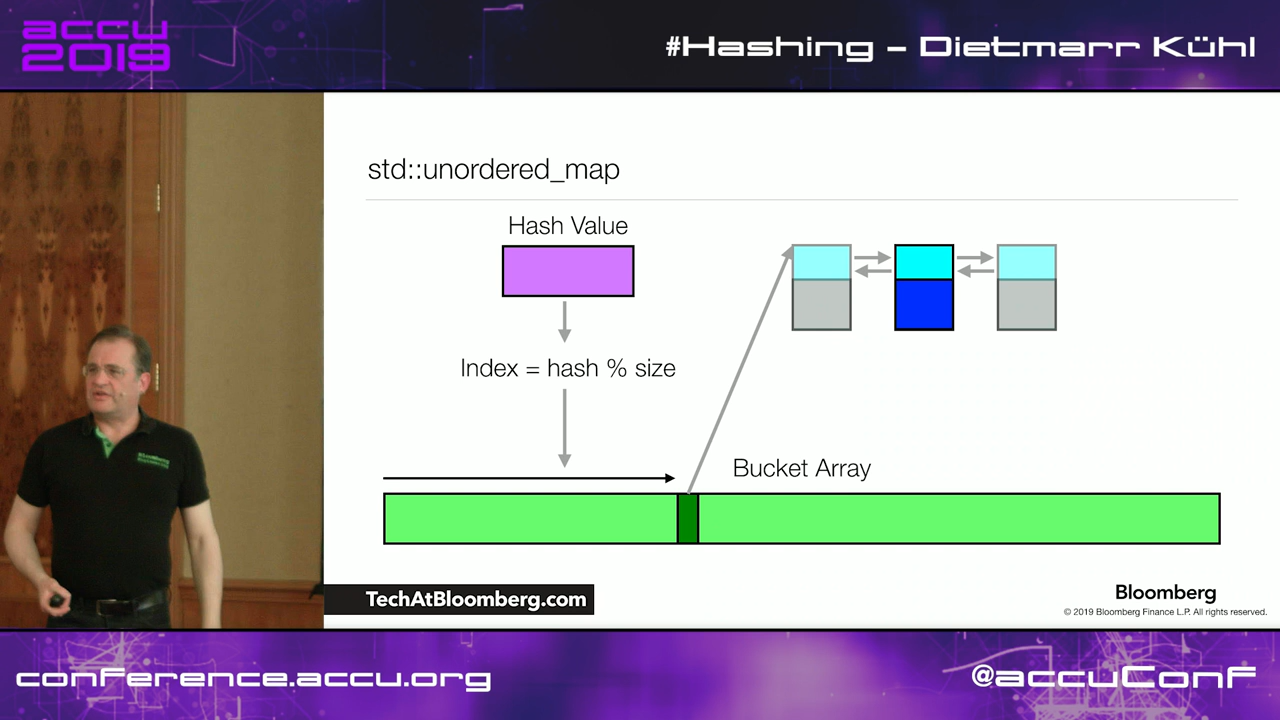 accu
2019
#Hashing – Dietmarr Kühl
std::unordered_map
Hash Value
Index = hash % size
Bucket Array
TechAtBloomberg.com
Bloomberg
© 2019 Bloomberg Finance L.P. All rights reserved.
conference.accu.org
@accuConf